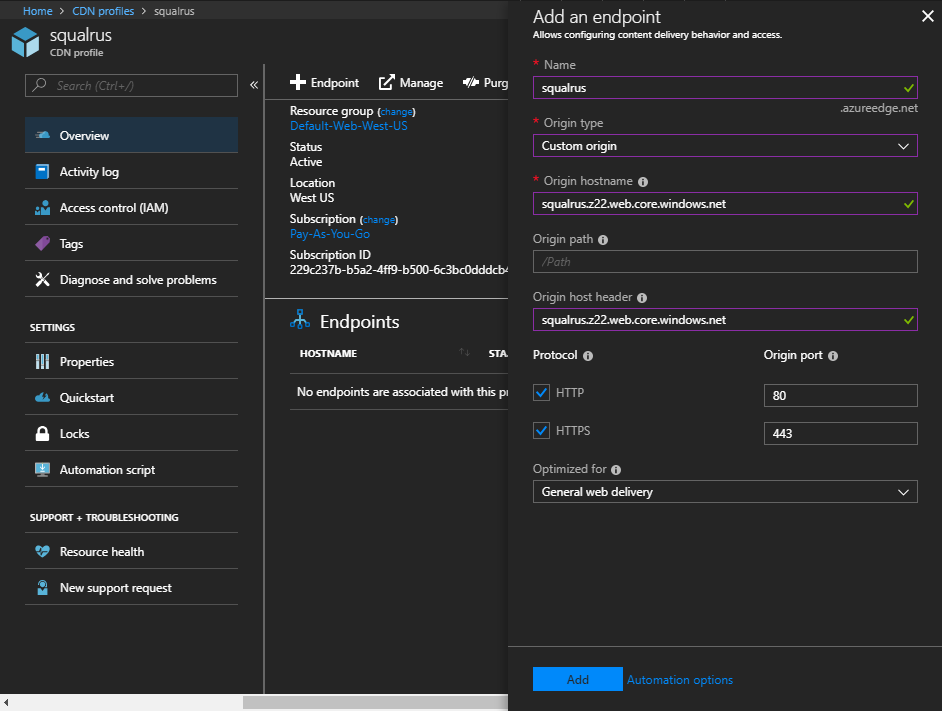 Home > CDN profiles > squalrus
squalrus
CDN profile
Search (Ctrl+/)
«
Overview
Activity log
Access control (IAM)
Tags
Diagnose and solve problems
SETTINGS
Properties
Quickstart
Locks
Automation script
SUPPORT + TROUBLESHOOTING
Resource health
New support request
Endpoint
Manage
Purg
Resource group (change)
Default-Web-West-US
Status
Active
Location
West US
Subscription (change)
Pay-As-You-Go
Subscription ID
229c237b-b5a2-4ff9-b500-6c3bc0dddcb4
Endpoints
HOSTNAME STA
No endpoints are associated with this pr
Add an endpoint
Allows configuring content delivery behavior and access.
* Name
squalrus
.azureedge.net
* Origin type
Custom origin
* Origin hostname
squalrus.z22.web.core.windows.net
Origin path
/Path
Origin host header
squalrus.z22.web.core.windows.net
Protocol Origin port
HTTP 80
HTTPS 443
Optimized for
General web delivery
Add Automation options